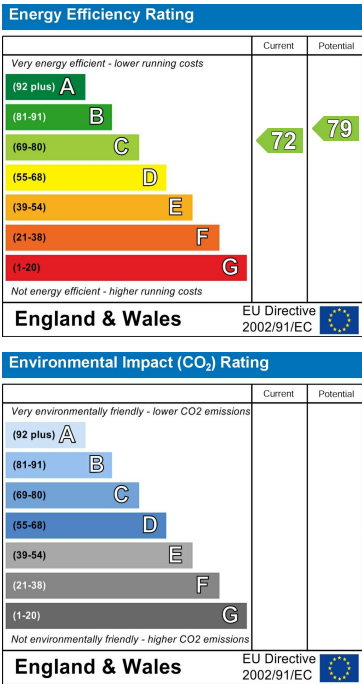 Energy Efficiency Rating
Current Potential
Very energy efficient - lower running costs
(92 plus) A
(81-91) B
(69-80) C
72 79
(55-68) D
(39-54) E
(21-38) F
(1-20) G
Not energy efficient - higher running costs
England & Wales
EU Directive
2002/91/EC
Environmental Impact (CO₂) Rating
Current Potential
Very environmentally friendly - lower CO2 emissions
(92 plus) A
(81-91) B
(69-80) C
(55-68) D
(39-54) E
(21-38) F
(1-20) G
Not environmentally friendly - higher CO2 emissions
England & Wales
EU Directive
2002/91/EC